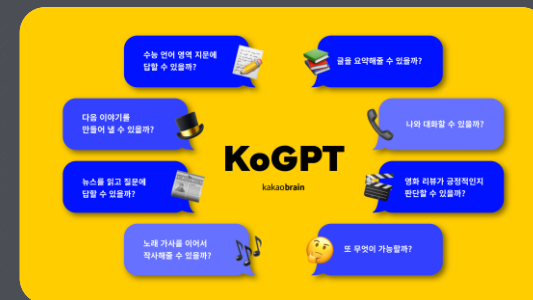 수능 언어 영역 지문에
답할 수 있을까?
글을 요약해줄 수 있을까?
다음 이야기를
만들어 낼 수 있을까?
나와 대화할 수 있을까?
KoGPT
kakaobrain
뉴스를 읽고 질문에
답할 수 있을까?
영화 리뷰가 긍정적인지
판단할 수 있을까?
노래 가사를 이어서
작사해줄 수 있을까?
또 무엇이 가능할까?